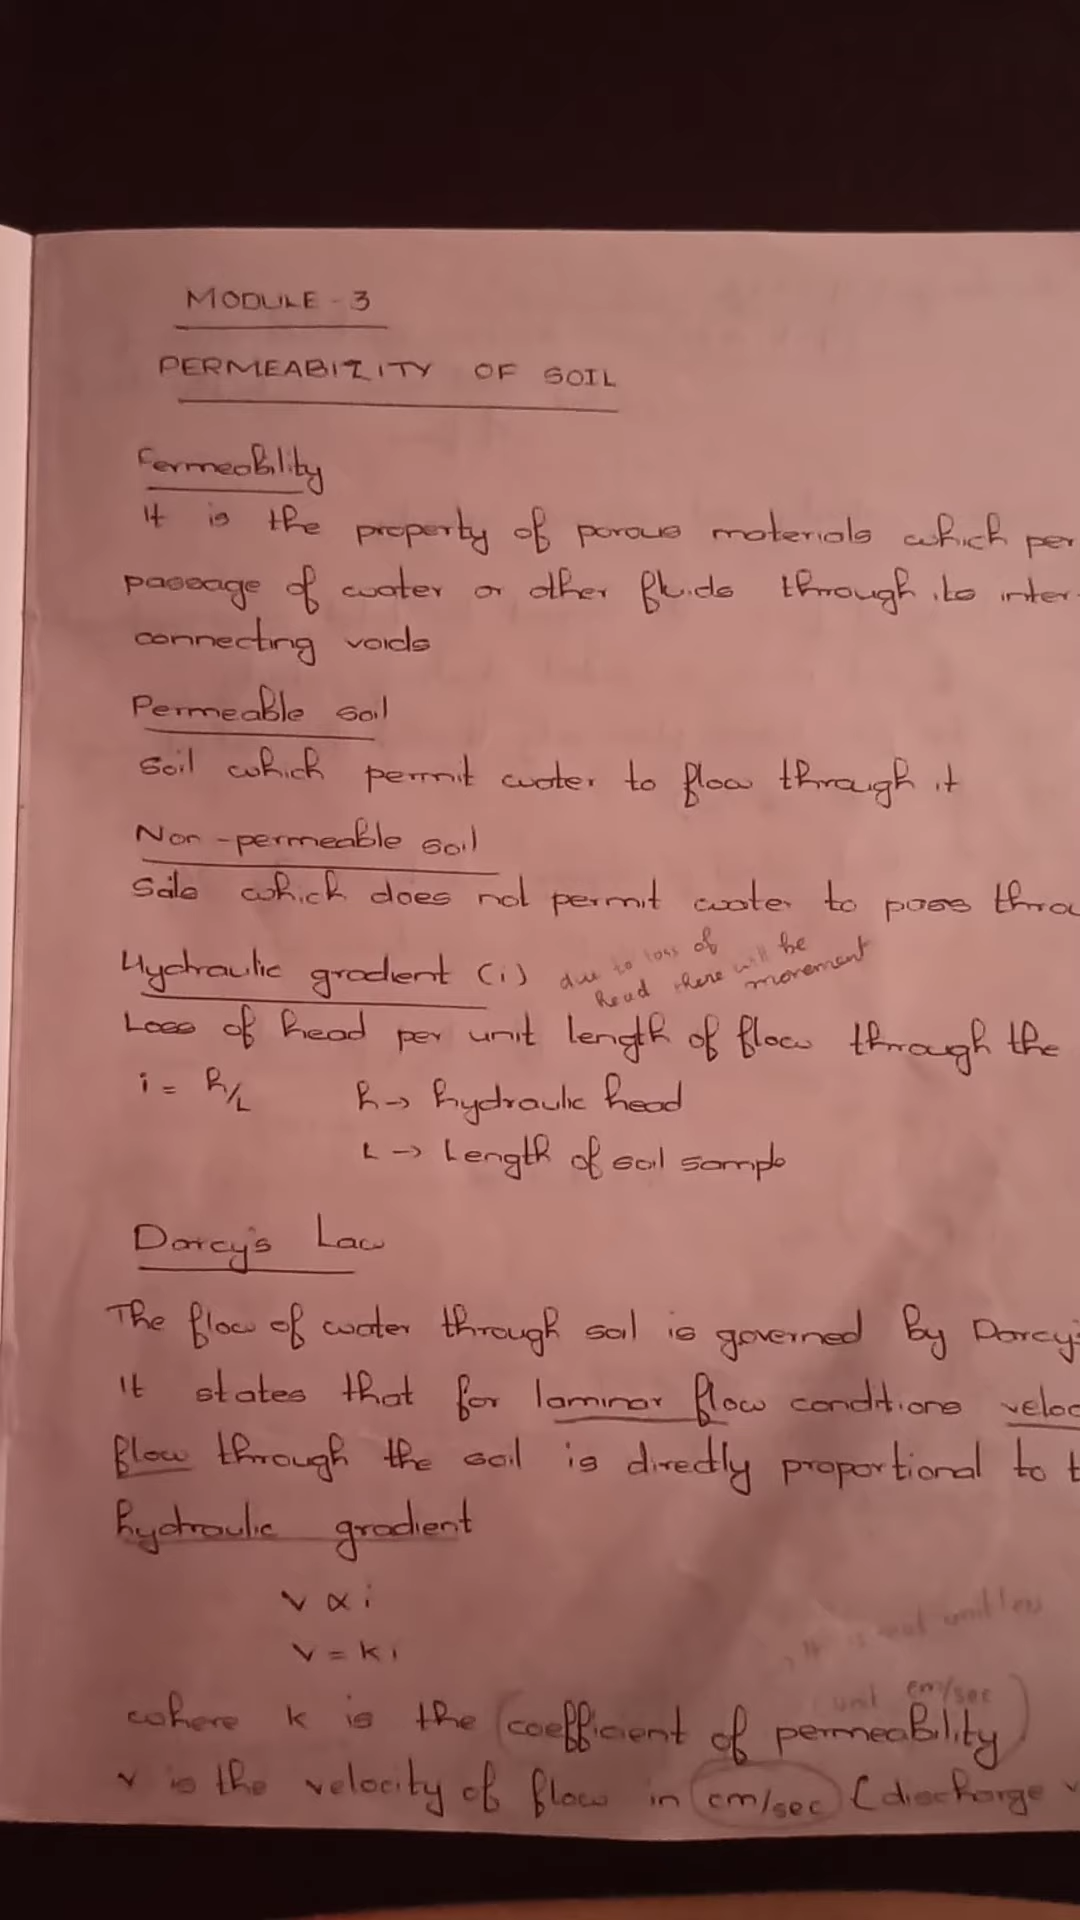 MODULE - 3
PERMEABILITY OF SOIL
Permeability
It is the property of porous materials which per
passage of water or other fluids through its inter-
connecting voids
Permeable soil
Soil which permit water to flow through it
Non-permeable soil
Soils which does not permit water to pass throu
Hydraulic gradient (i) due to loss of
head there will be
movement
Loss of head per unit length of flow through the
i = h/L h → hydraulic head
L → Length of soil sample
Darcy's Law
The flow of water through soil is governed by Darcy's
It states that for laminar flow conditions veloc
flow through the soil is directly proportional to t
hydraulic gradient
v ∝ i
v = ki
it is not unitless
unit cm/sec
where k is the (coefficient of permeability)
v is the velocity of flow in cm/sec (discharge v